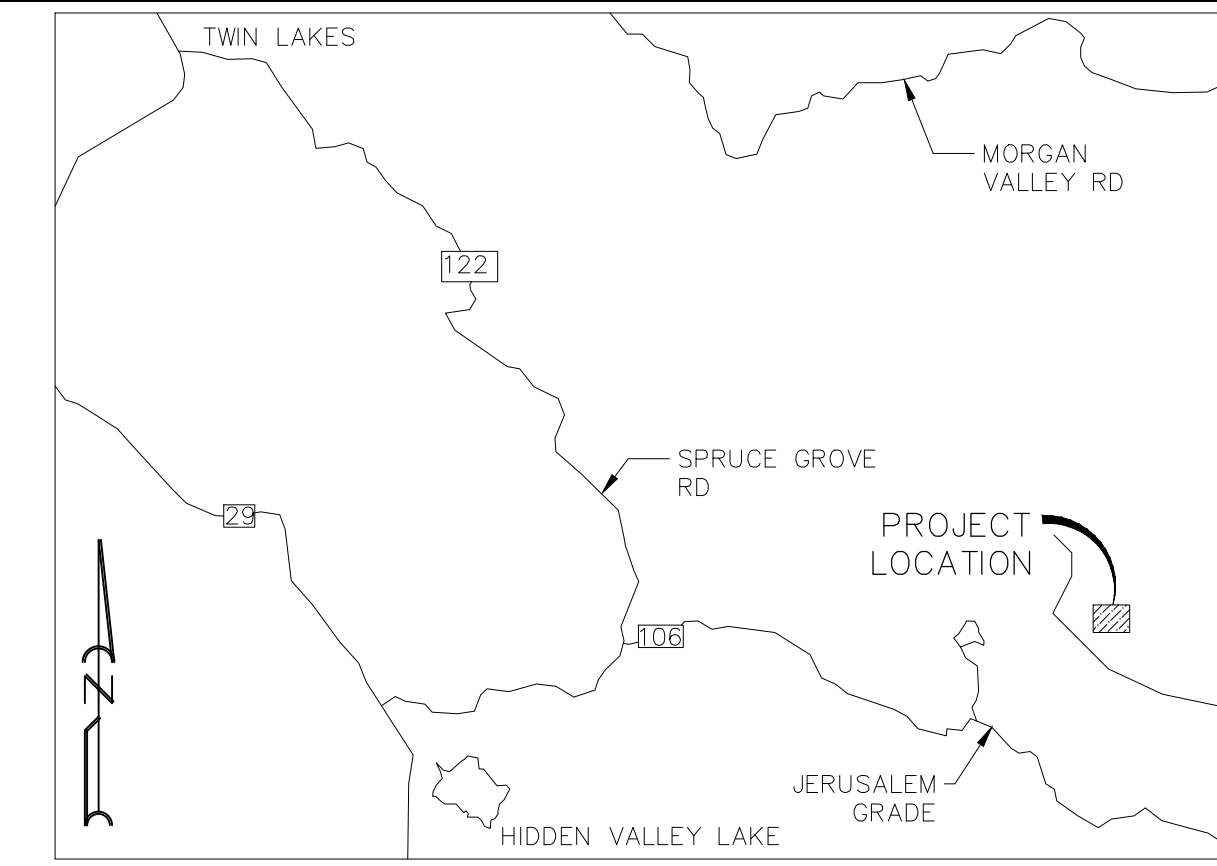 TWIN LAKES
MORGAN
VALLEY RD
122
SPRUCE GROVE
RD
29
PROJECT
LOCATION
106
N
JERUSALEM
GRADE
HIDDEN VALLEY LAKE